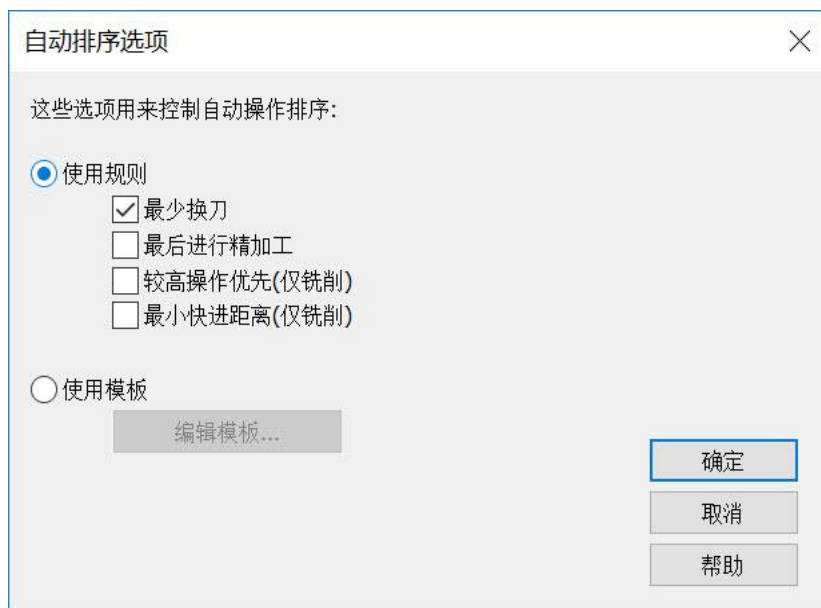 自动排序选项
这些选项用来控制自动操作排序:
使用规则
最少换刀
最后进行精加工
较高操作优先(仅铣削)
最小快进距离(仅铣削)
使用模板
编辑模板...
确定
取消
帮助